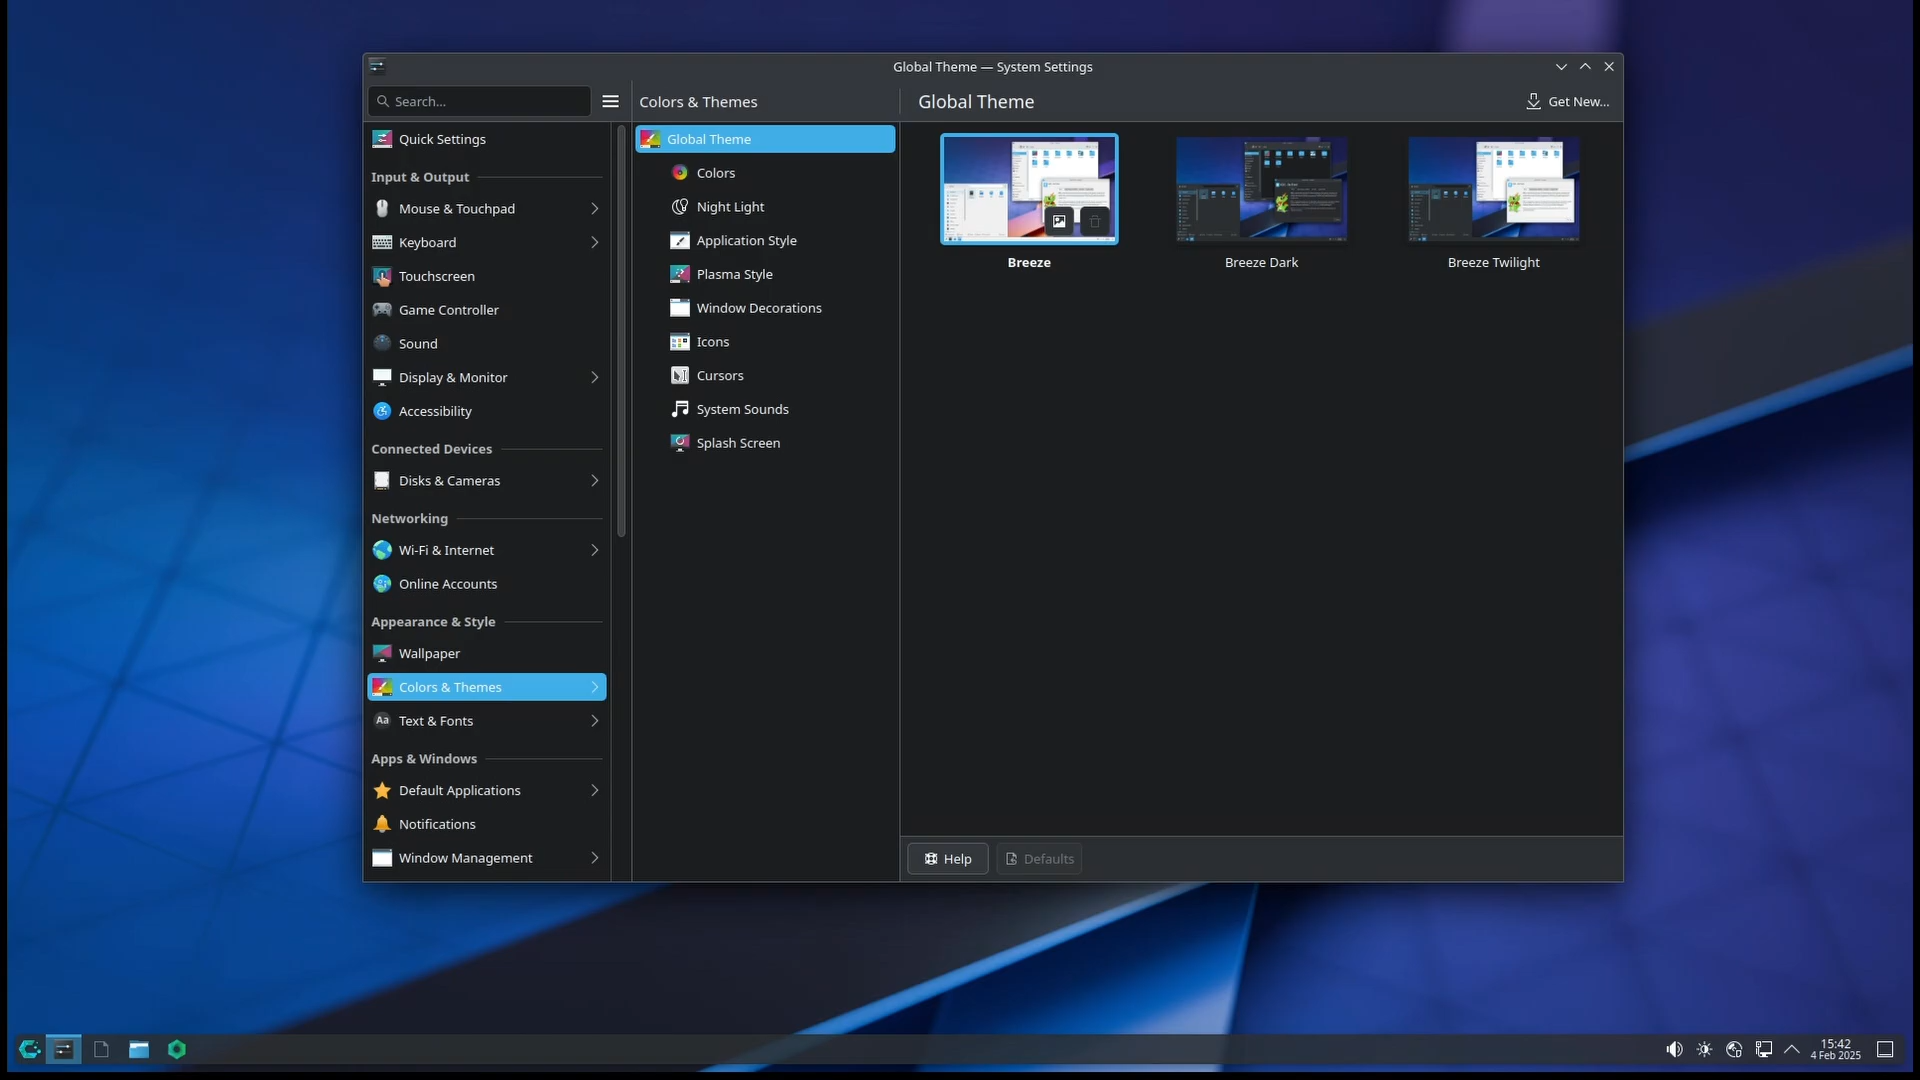 Global Theme — System Settings
Search...
Colors & Themes
Global Theme
Get New...
Quick Settings
Input & Output
Mouse & Touchpad
Keyboard
Touchscreen
Game Controller
Sound
Display & Monitor
Accessibility
Connected Devices
Disks & Cameras
Networking
Wi-Fi & Internet
Online Accounts
Appearance & Style
Wallpaper
Colors & Themes
Aa Text & Fonts
Apps & Windows
Default Applications
Notifications
Window Management
Global Theme
Colors
Night Light
Application Style
Plasma Style
Window Decorations
Icons
Cursors
System Sounds
Splash Screen
Breeze
Breeze Dark
Breeze Twilight
Help
Defaults
15:42
4 Feb 2025